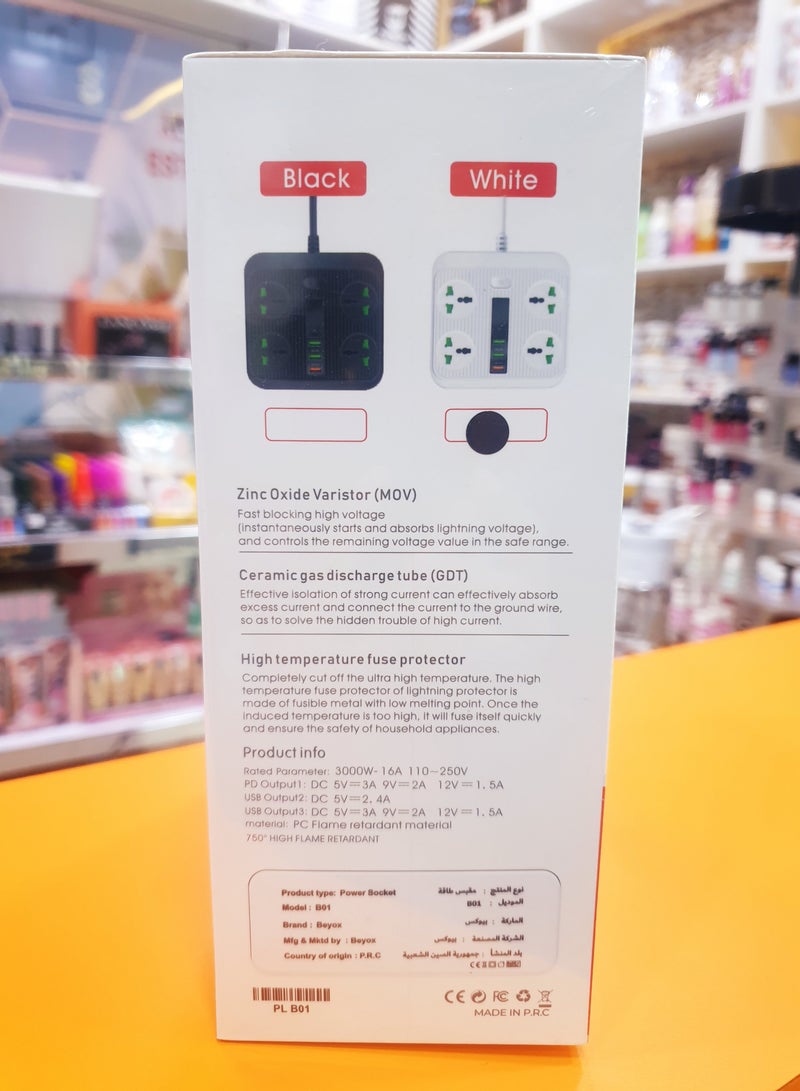 Black
White
Zinc Oxide Varistor (MOV)
Fast blocking high voltage
(instantaneously starts and absorbs lightning voltage),
and controls the remaining voltage value in the safe range.
Ceramic gas discharge tube (GDT)
Effective isolation of strong current can effectively absorb
excess current and connect the current to the ground wire,
so as to solve the hidden trouble of high current.
High temperature fuse protector
Completely cut off the ultra high temperature. The high
temperature fuse protector of lightning protector is
made of fusible metal with low melting point. Once the
induced temperature is too high, it will fuse itself quickly
and ensure the safety of household appliances.
Product info
Rated Parameter: 3000W-16A 110~250V
PD Output1: DC 5V⎓3A 9V⎓2A 12V⎓1.5A
USB Output2: DC 5V⎓2.4A
USB Output3: DC 5V⎓3A 9V⎓2A 12V⎓1.5A
material: PC Flame retardant material
750° HIGH FLAME RETARDANT
Product type: Power Socket
نوع المنتج : مقبس طاقة
Model : B01
الموديل : B01
Brand : Beyox
الماركة : بيوكس
Mfg & Mktd by : Beyox
الشركة المصنعة : بيوكس
Country of origin : P.R.C
بلد المنشأ : جمهورية الصين الشعبية
PL B01
CE FC
MADE IN P.R.C